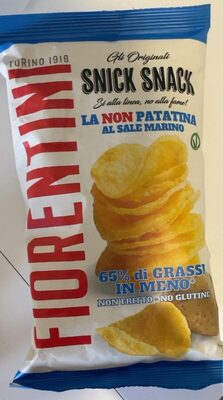 TORINO 1918
FIORENTINI
Gli Originali
SNICK SNACK
Si alla linea, no alla fame!
LA NON PATATINA
AL SALE MARINO
65% di GRASSI
IN MENO*
NON FRITTO - NO GLUTINE